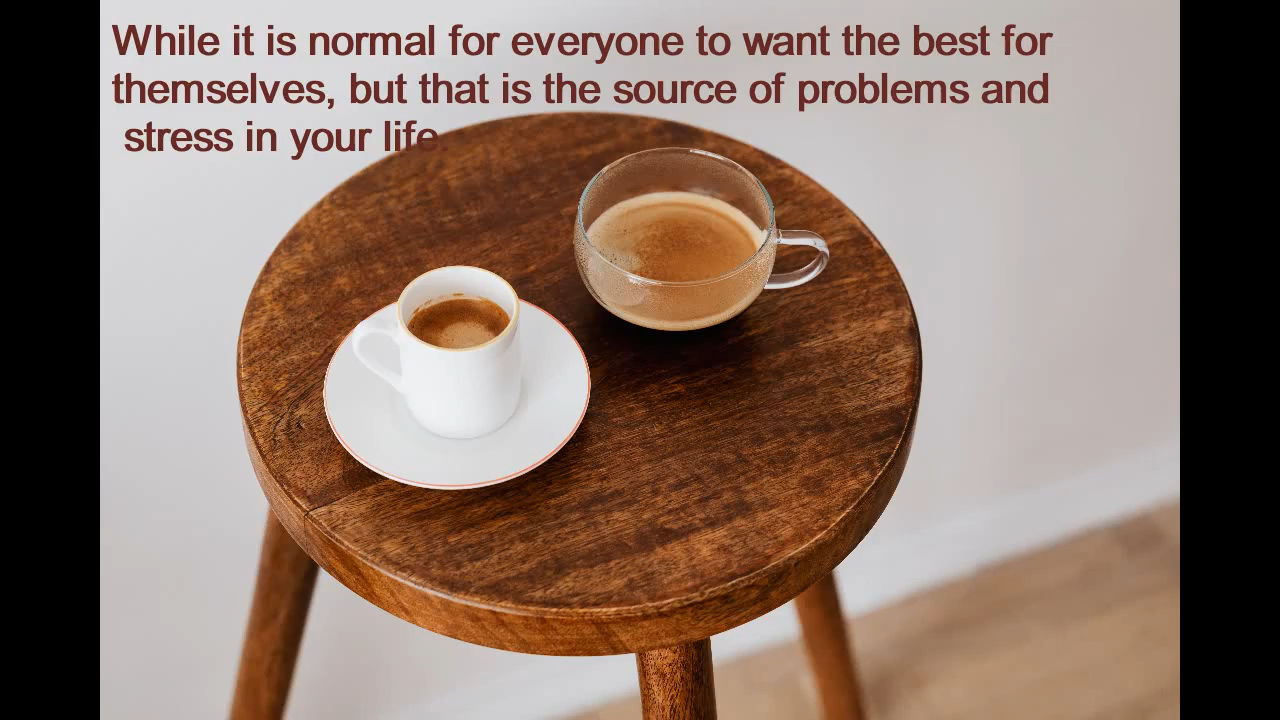 While it is normal for everyone to want the best for
themselves, but that is the source of problems and
stress in your life.